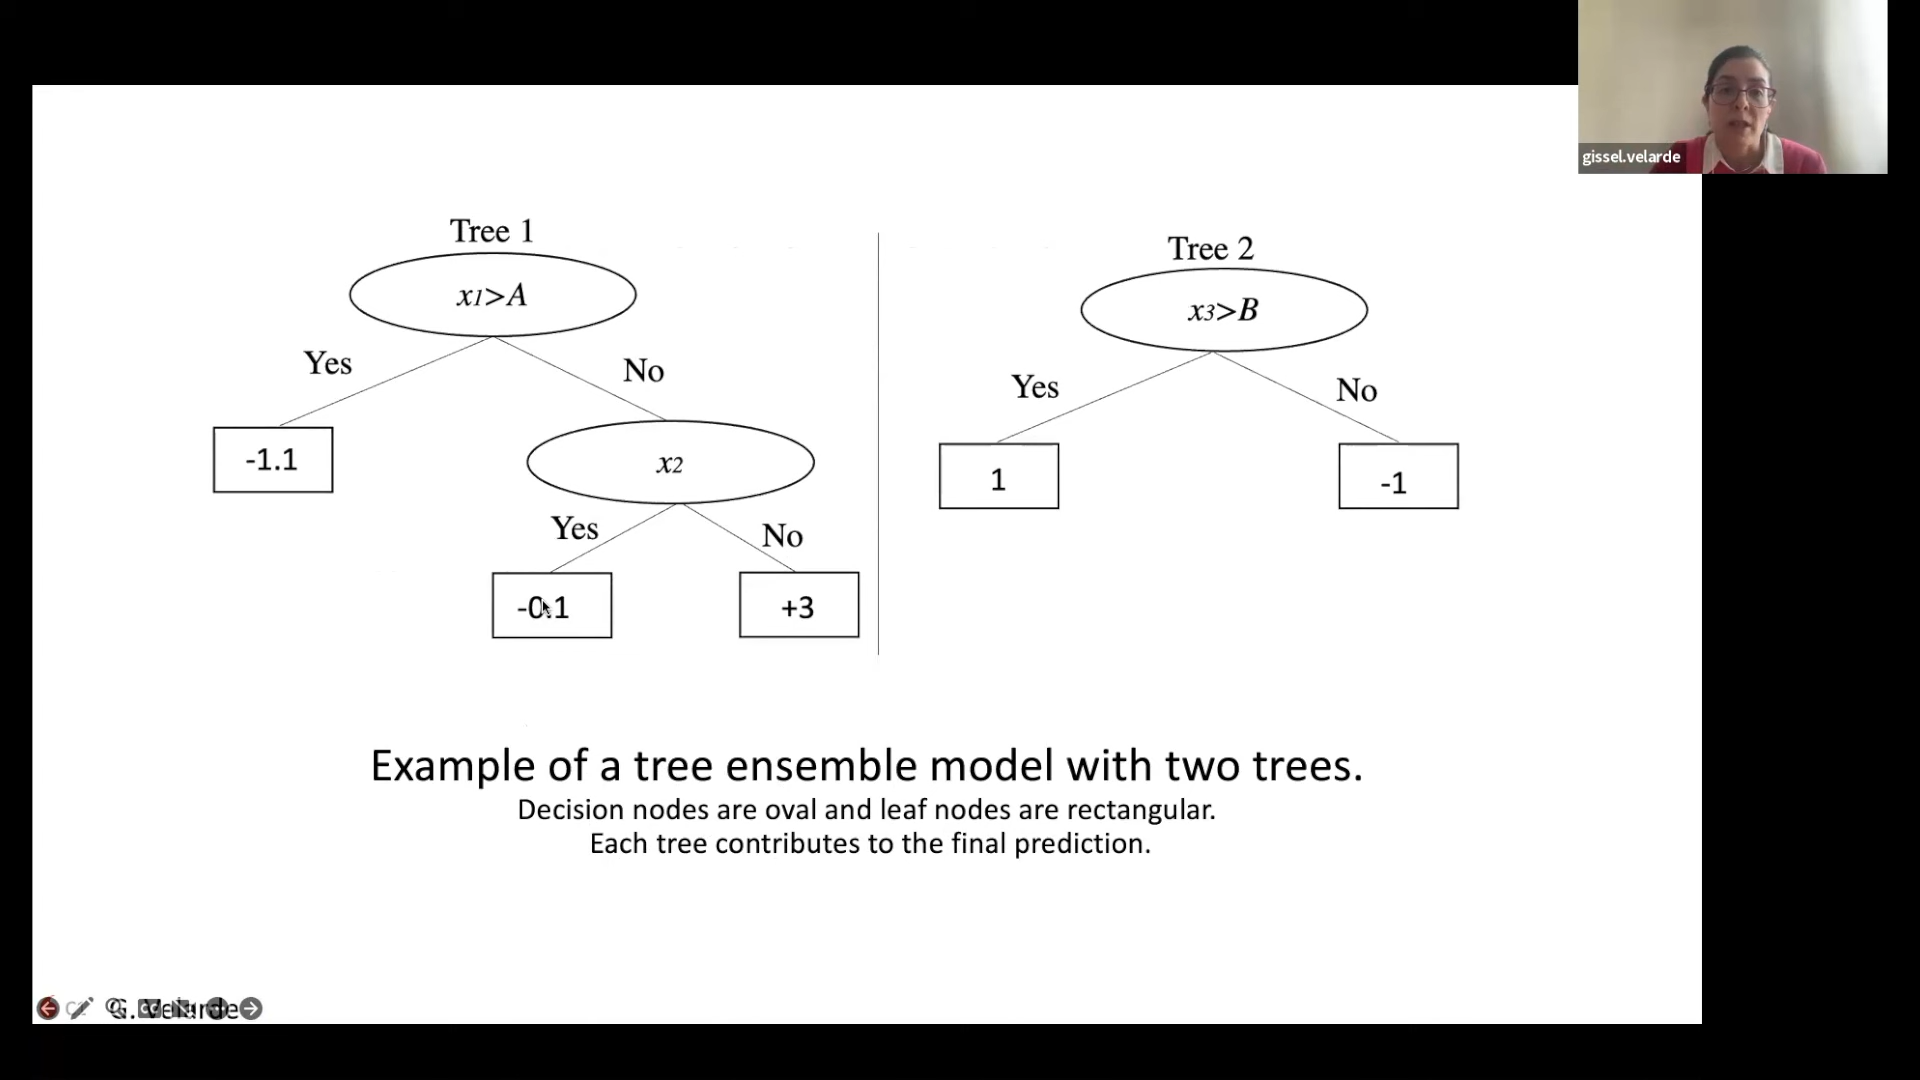 gissel.velarde
Tree 1
x1>A
Yes
No
-1.1
x2
Yes
No
-0.1
+3
Tree 2
x3>B
Yes
No
1
-1
Example of a tree ensemble model with two trees.
Decision nodes are oval and leaf nodes are rectangular.
Each tree contributes to the final prediction.
G. Velarde